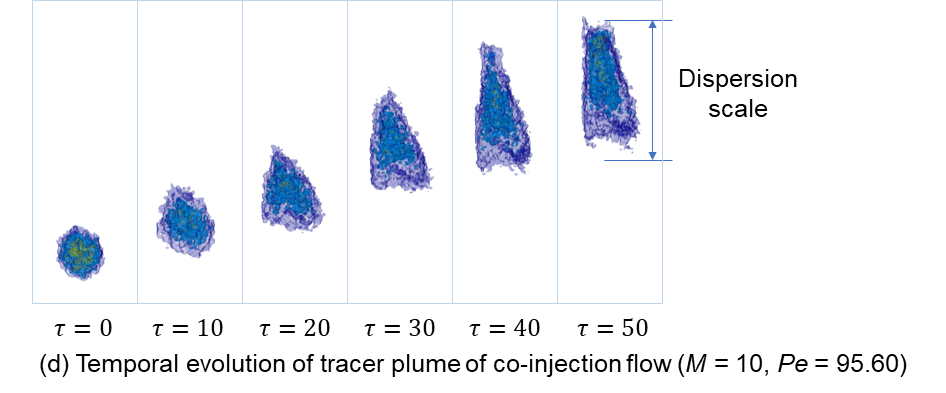 Dispersion
scale
τ = 0 τ = 10 τ = 20 τ = 30 τ = 40 τ = 50
(d) Temporal evolution of tracer plume of co-injection flow (M = 10, Pe = 95.60)